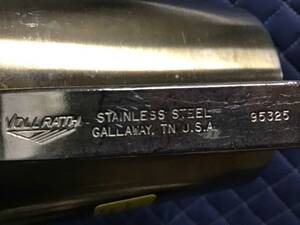 VOLLRATH
STAINLESS STEEL 95325
GALLAWAY, TN U.S.A.